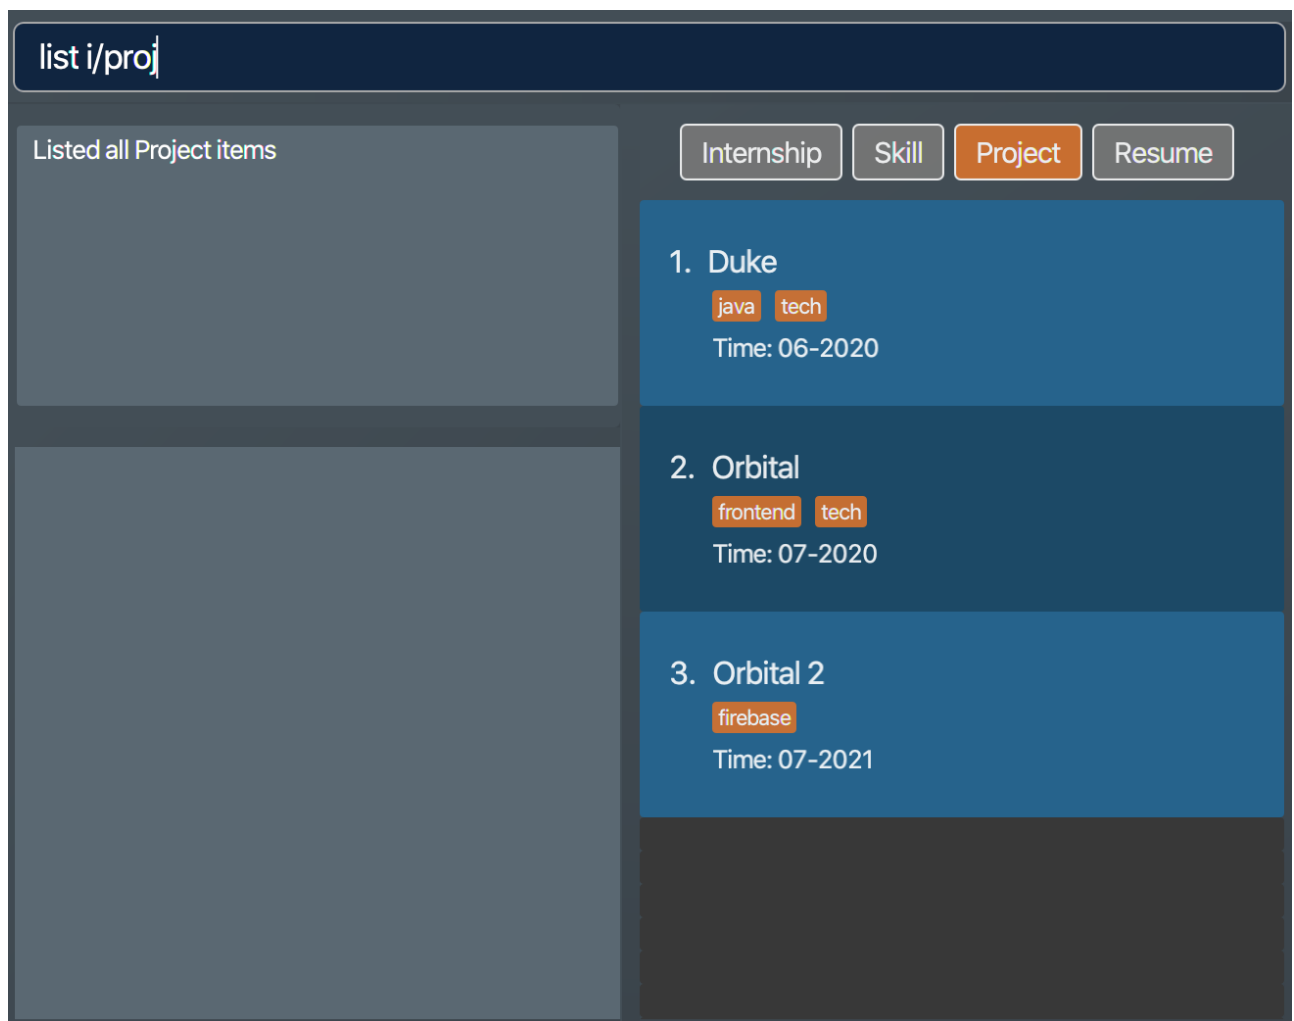 list i/proj
Listed all Project items
Internship Skill Project Resume
1. Duke
java tech
Time: 06-2020
2. Orbital
frontend tech
Time: 07-2020
3. Orbital 2
firebase
Time: 07-2021